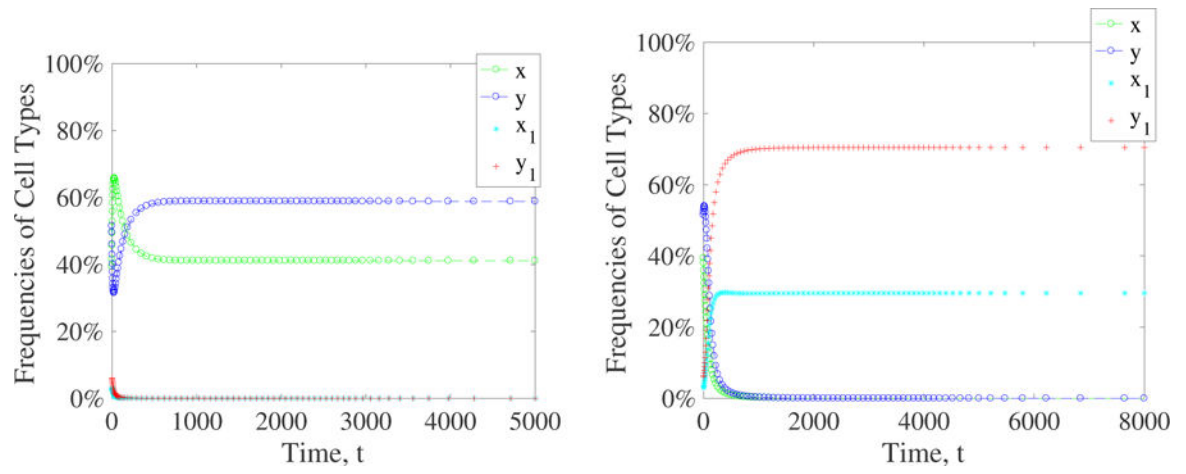 Frequencies of Cell Types
100%
80%
60%
40%
20%
0%
0 1000 2000 3000 4000 5000
Time, t
x
y
x1
y1
Frequencies of Cell Types
100%
80%
60%
40%
20%
0%
0 2000 4000 6000 8000
Time, t
x
y
x1
y1